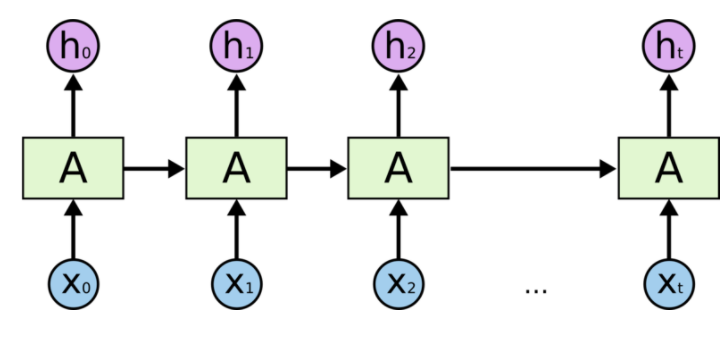 h₀ h₁ h₂ hₜ
A A A A
x₀ x₁ x₂ ... xₜ